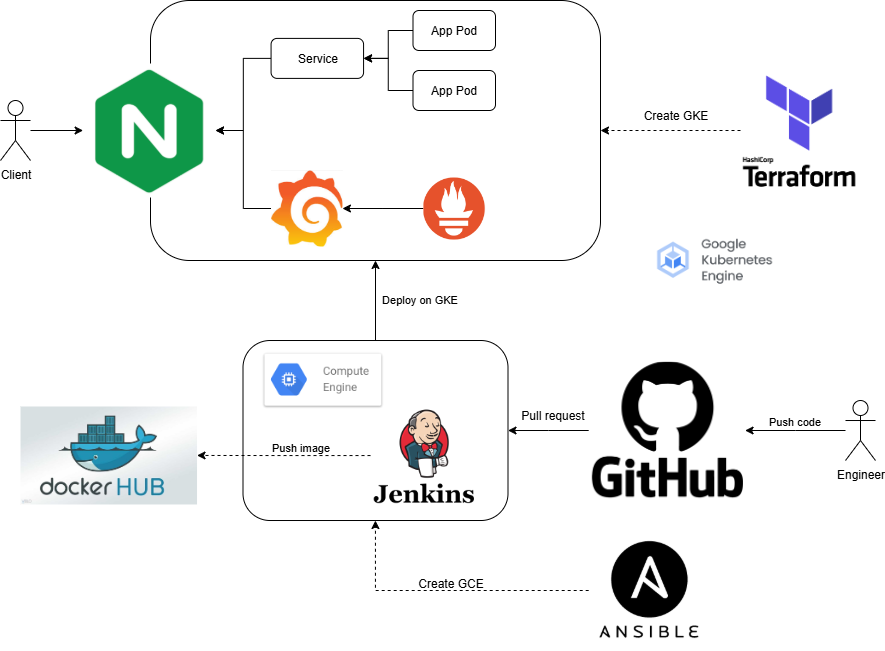 App Pod
Service
App Pod
N
Create GKE
Client
HashiCorp
Terraform
Google
Kubernetes
Engine
Deploy on GKE
Compute
Engine
Pull request
Push code
Push image
docker HUB
Jenkins
GitHub
Engineer
Create GCE
ANSIBLE